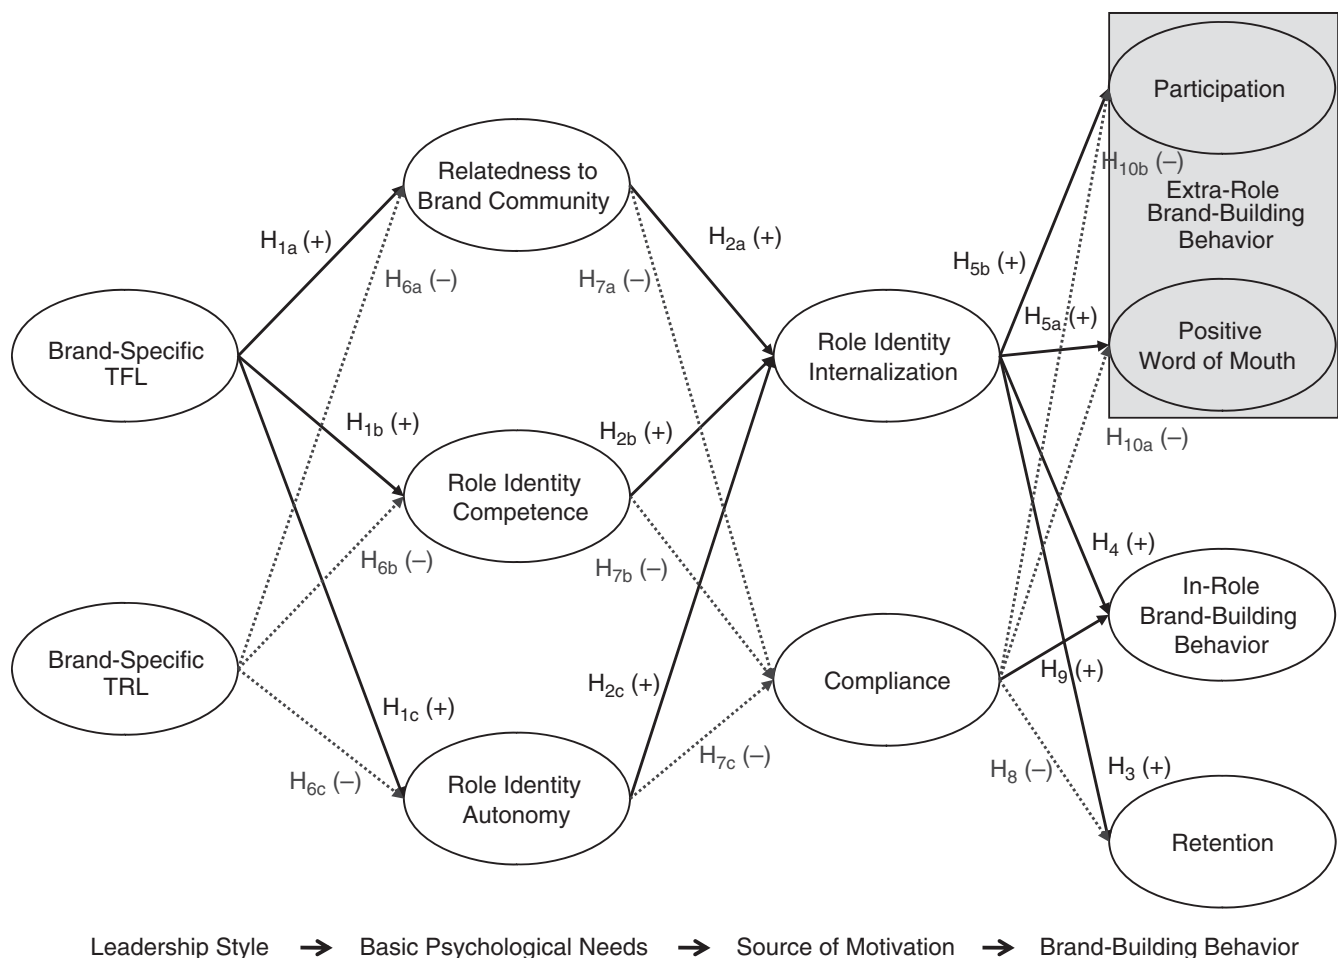 Participation
H10b (–)
Extra-Role
Brand-Building
Behavior
Relatedness to
Brand Community
H1a (+)
H2a (+)
H5b (+)
H6a (–)
H7a (–)
H5a (+)
Brand-Specific
TFL
Role Identity
Internalization
Positive
Word of Mouth
H1b (+)
H2b (+)
H10a (–)
Role Identity
Competence
H6b (–)
H7b (–)
H4 (+)
In-Role
Brand-Building
Behavior
Brand-Specific
TRL
Compliance
H9 (+)
H1c (+)
H2c (+)
H6c (–)
H7c (–)
H8 (–)
H3 (+)
Role Identity
Autonomy
Retention
Leadership Style → Basic Psychological Needs → Source of Motivation → Brand-Building Behavior